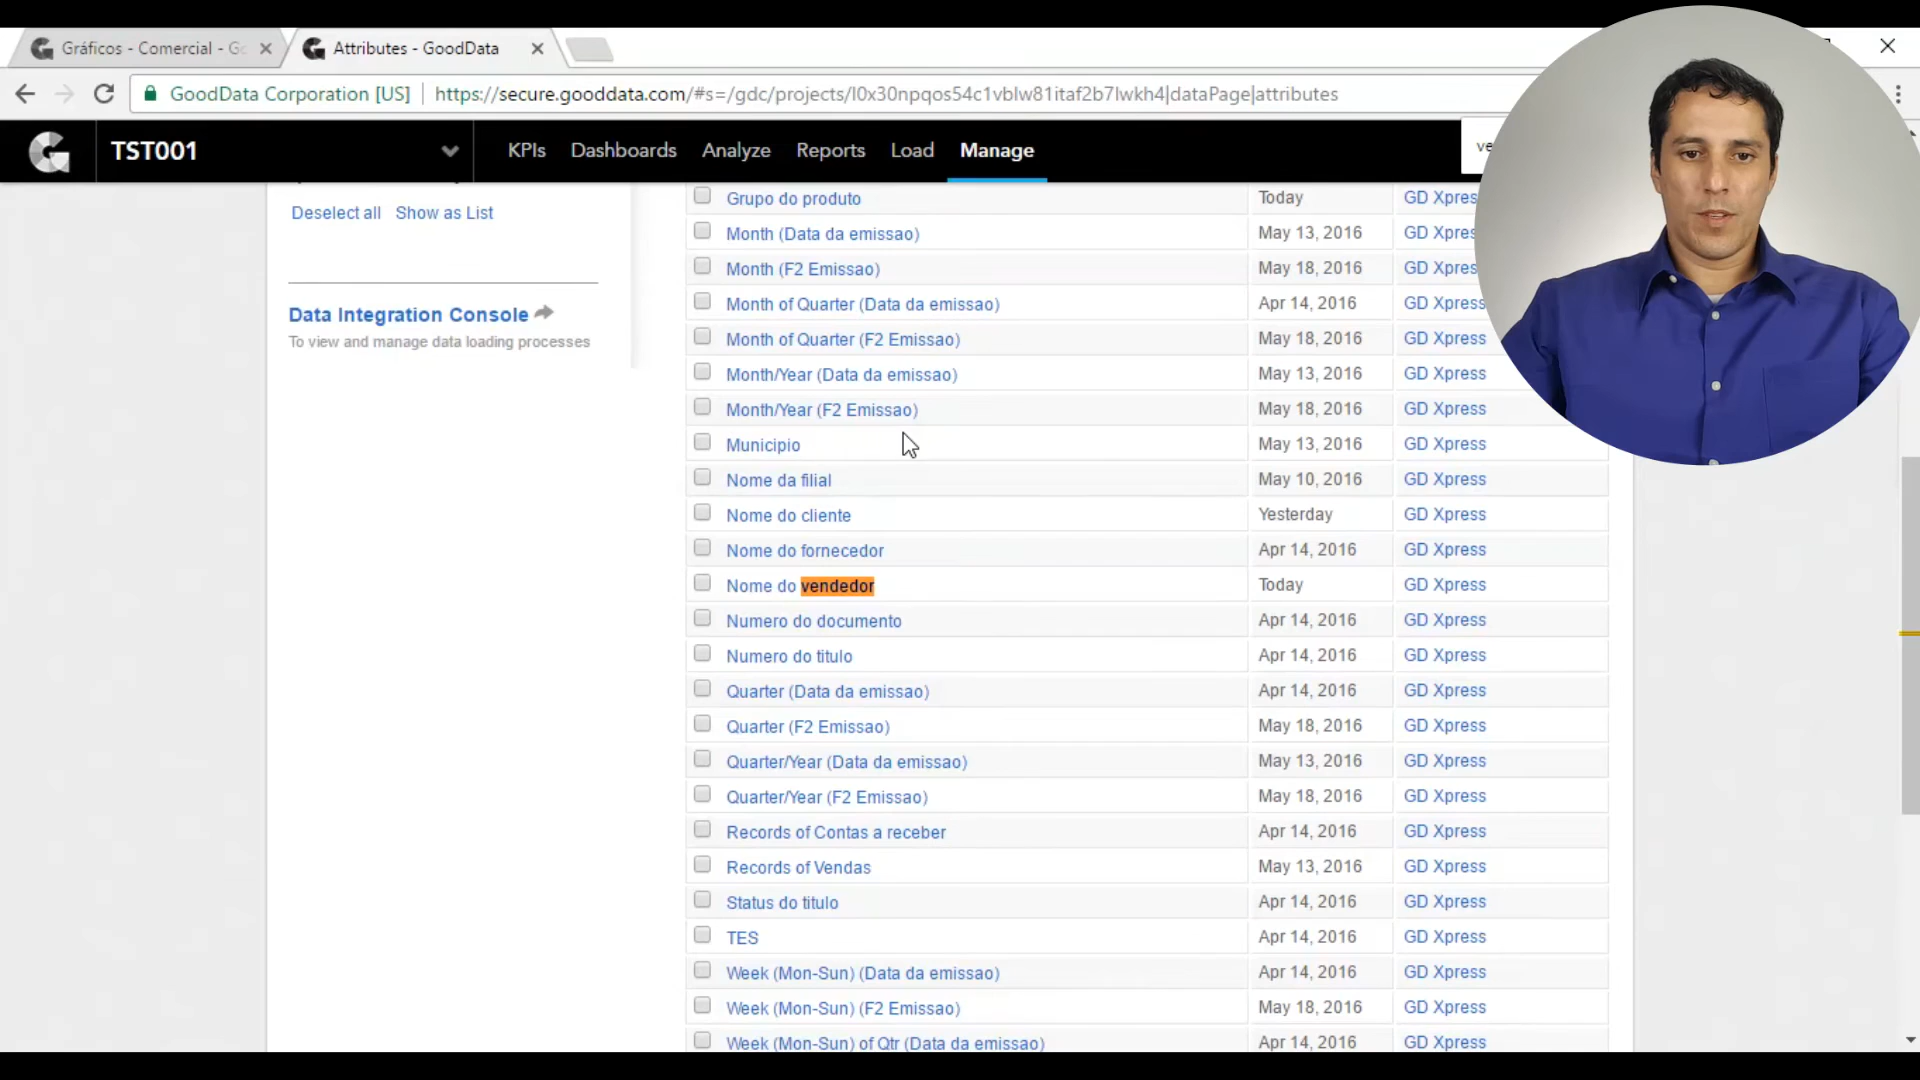 Gráficos - Comercial - Go
Attributes - GoodData
GoodData Corporation [US]
https://secure.gooddata.com/#s=/gdc/projects/l0x30npqos54c1vblw81itaf2b7lwkh4|dataPage|attributes
TST001
KPIs
Dashboards
Analyze
Reports
Load
Manage
ve
Deselect all
Show as List
Data Integration Console
To view and manage data loading processes
Grupo do produto Today GD Xpres
Month (Data da emissao) May 13, 2016 GD Xpres
Month (F2 Emissao) May 18, 2016 GD Xpres
Month of Quarter (Data da emissao) Apr 14, 2016 GD Xpress
Month of Quarter (F2 Emissao) May 18, 2016 GD Xpress
Month/Year (Data da emissao) May 13, 2016 GD Xpress
Month/Year (F2 Emissao) May 18, 2016 GD Xpress
Municipio May 13, 2016 GD Xpress
Nome da filial May 10, 2016 GD Xpress
Nome do cliente Yesterday GD Xpress
Nome do fornecedor Apr 14, 2016 GD Xpress
Nome do vendedor Today GD Xpress
Numero do documento Apr 14, 2016 GD Xpress
Numero do titulo Apr 14, 2016 GD Xpress
Quarter (Data da emissao) Apr 14, 2016 GD Xpress
Quarter (F2 Emissao) May 18, 2016 GD Xpress
Quarter/Year (Data da emissao) May 13, 2016 GD Xpress
Quarter/Year (F2 Emissao) May 18, 2016 GD Xpress
Records of Contas a receber Apr 14, 2016 GD Xpress
Records of Vendas May 13, 2016 GD Xpress
Status do titulo Apr 14, 2016 GD Xpress
TES Apr 14, 2016 GD Xpress
Week (Mon-Sun) (Data da emissao) Apr 14, 2016 GD Xpress
Week (Mon-Sun) (F2 Emissao) May 18, 2016 GD Xpress
Week (Mon-Sun) of Qtr (Data da emissao) Apr 14, 2016 GD Xpress